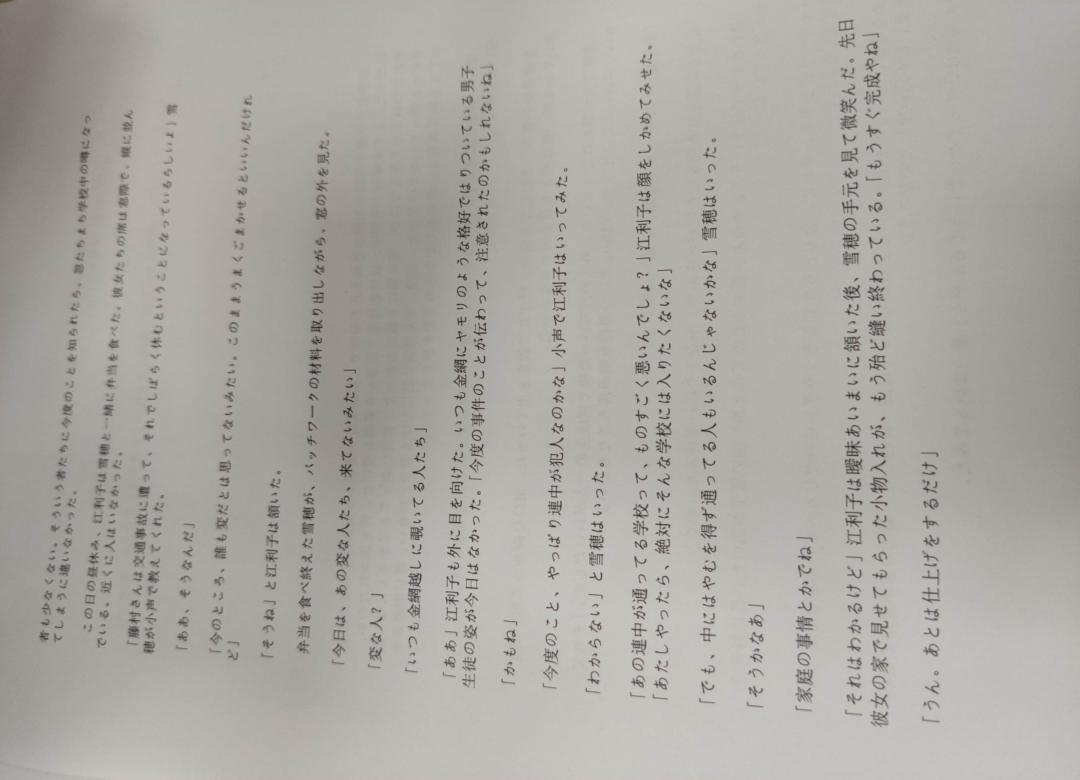 者も少なくない。そういう者たちに今度のことを知られたら、忽たちまち学校中の噂になっ
てしまうに違いなかった。
この日の昼休み、江利子は雪穂と一緒に弁当を食べた。彼女たちの席は窓際で、縦に並ん
でいる。近くに人はいなかった。
「藤村さんは交通事故に遭って、それでしばらく休むということになっているらしいよ」雪
穂が小声で教えてくれた。
「ああ、そうなんだ」
「今のところ、誰も変だとは思ってないみたい。このままうまくごまかせるといいんだけれ
ど」
「そうね」と江利子は頷いた。
弁当を食べ終えた雪穂が、パッチワークの材料を取り出しながら、窓の外を見た。
「今日は、あの変な人たち、来てないみたい」
「変な人？」
「いつも金網越しに覗いてる人たち」
「ああ」江利子も外に目を向けた。いつも金網にヤモリのような格好ではりついている男子
生徒の姿が今日はなかった。「今度の事件のことが伝わって、注意されたのかもしれないね」
「かもね」
「今度のこと、やっぱり連中が犯人なのかな」小声で江利子はいってみた。
「わからない」と雪穂はいった。
「あの連中が通ってる学校って、ものすごく悪いんでしょ？」江利子は顔をしかめてみせた。
「あたしやったら、絶対にそんな学校には入りたくないな」
「でも、中にはやむを得ず通ってる人もいるんじゃないかな」雪穂はいった。
「そうかなあ」
「家庭の事情とかでね」
「それはわかるけど」江利子は曖昧あいまいに頷いた後、雪穂の手元を見て微笑んだ。先日
彼女の家で見せてもらった小物入れが、もう殆ど縫い終わっている。「もうすぐ完成やね」
「うん。あとは仕上げをするだけ」